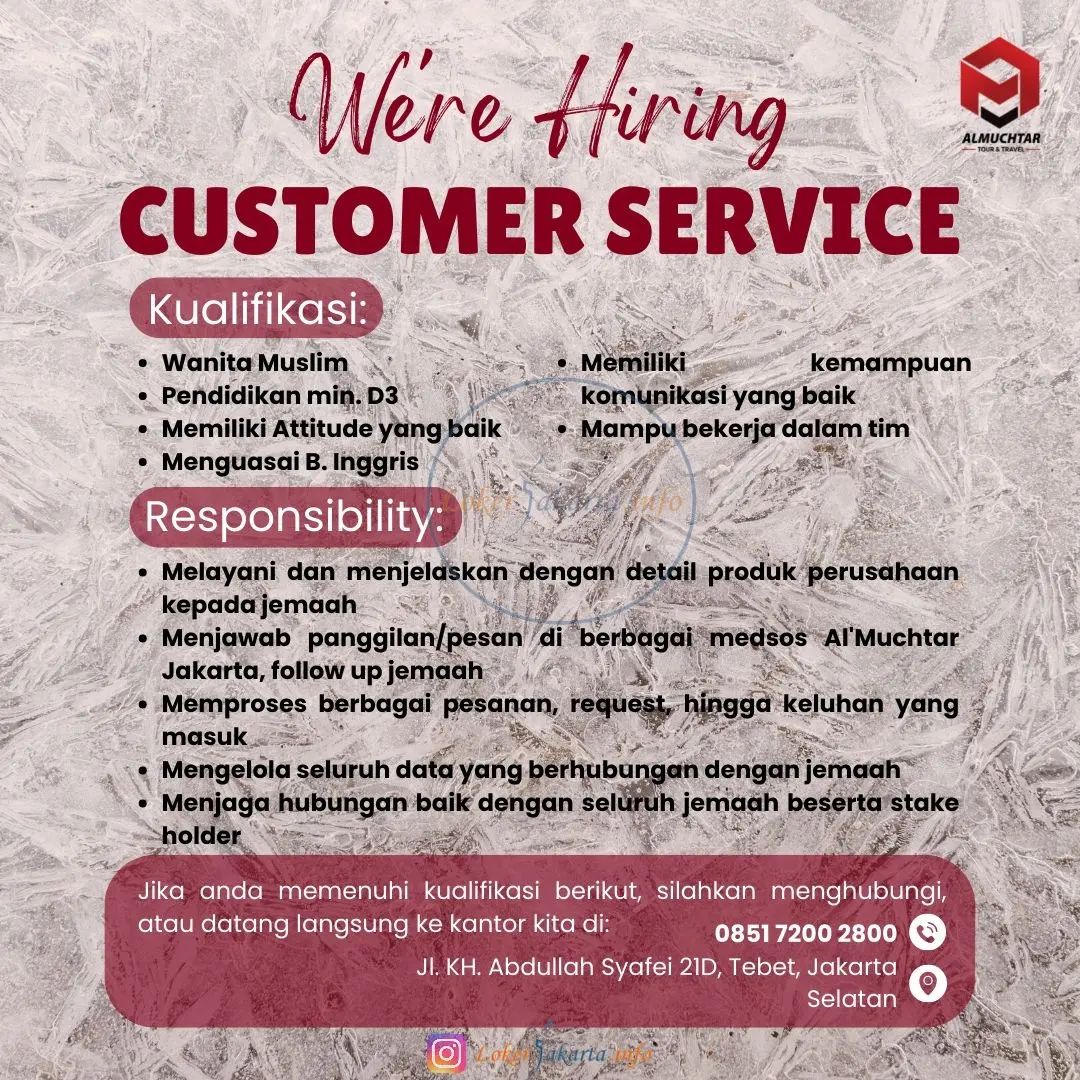 We're Hiring
ALMUCHTAR
TOUR & TRAVEL
CUSTOMER SERVICE
Kualifikasi:
• Wanita Muslim
• Pendidikan min. D3
• Memiliki Attitude yang baik
• Menguasai B. Inggris
• Memiliki kemampuan
komunikasi yang baik
• Mampu bekerja dalam tim
Loker Jakarta info
Responsibility:
• Melayani dan menjelaskan dengan detail produk perusahaan
kepada jemaah
• Menjawab panggilan/pesan di berbagai medsos Al'Muchtar
Jakarta, follow up jemaah
• Memproses berbagai pesanan, request, hingga keluhan yang
masuk
• Mengelola seluruh data yang berhubungan dengan jemaah
• Menjaga hubungan baik dengan seluruh jemaah beserta stake
holder
Jika anda memenuhi kualifikasi berikut, silahkan menghubungi,
atau datang langsung ke kantor kita di:
0851 7200 2800
Jl. KH. Abdullah Syafei 21D, Tebet, Jakarta
Selatan
Loker Jakarta info